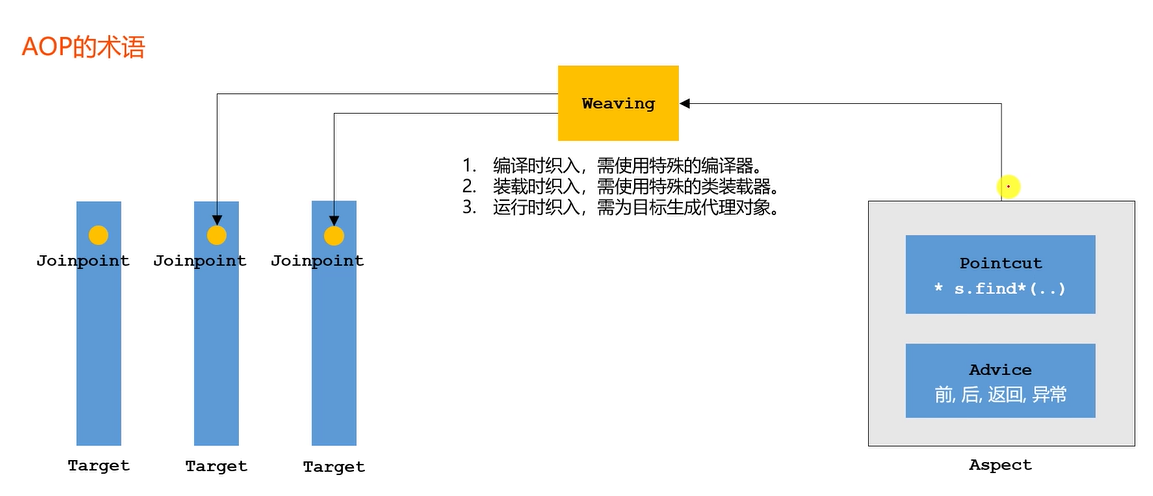 AOP的术语
Weaving
1. 编译时织入，需使用特殊的编译器。
2. 装载时织入，需使用特殊的类装载器。
3. 运行时织入，需为目标生成代理对象。
Joinpoint
Joinpoint
Joinpoint
Pointcut
* s.find*(..)
Advice
前, 后, 返回, 异常
Target
Target
Target
Aspect